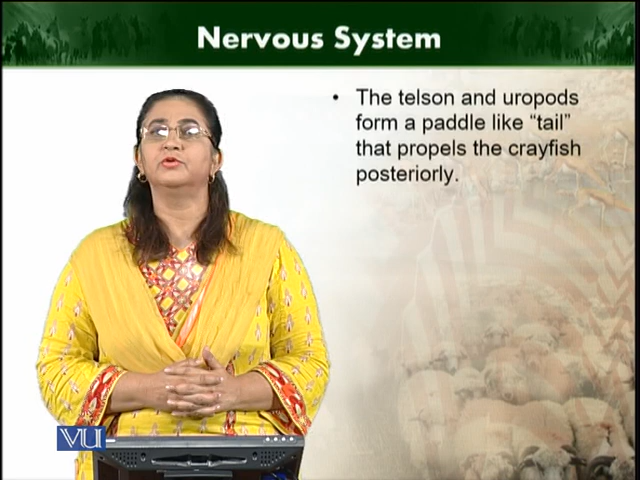 Nervous System
• The telson and uropods
form a paddle like “tail”
that propels the crayfish
posteriorly.
VU